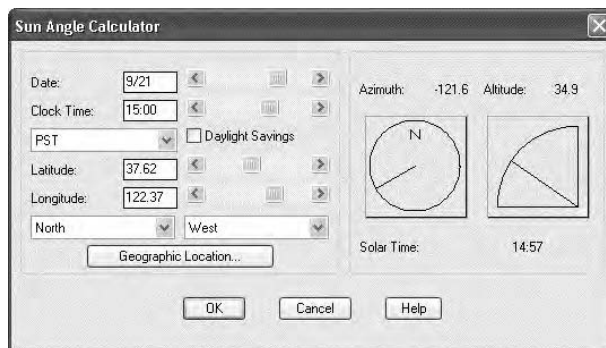 Sun Angle Calculator
Date: 9/21
Clock Time: 15:00
PST Daylight Savings
Latitude: 37.62
Longitude: 122.37
North West
Geographic Location...
Azimuth: -121.6 Altitude: 34.9
N
Solar Time: 14:57
OK Cancel Help